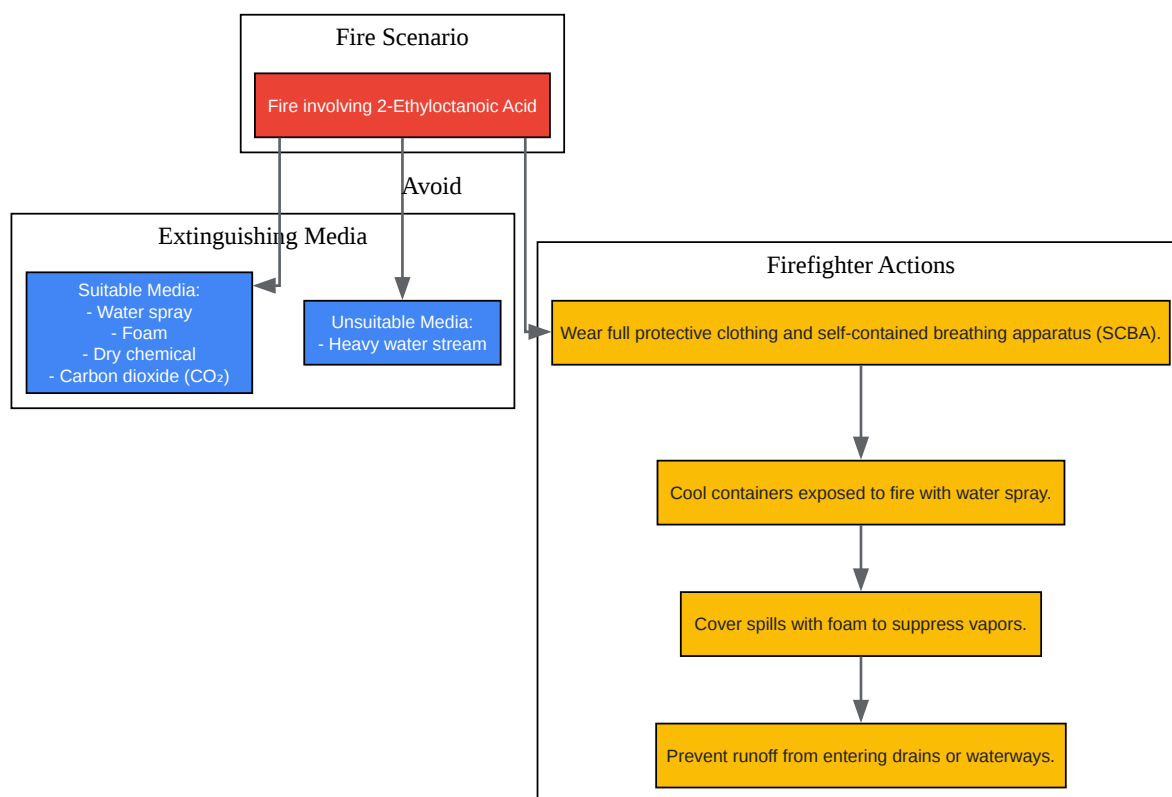 Fire Scenario
Fire involving 2-Ethyloctanoic Acid
Avoid
Extinguishing Media
Suitable Media:
- Water spray
- Foam
- Dry chemical
- Carbon dioxide (CO₂)
Unsuitable Media:
- Heavy water stream
Firefighter Actions
Wear full protective clothing and self-contained breathing apparatus (SCBA).
Cool containers exposed to fire with water spray.
Cover spills with foam to suppress vapors.
Prevent runoff from entering drains or waterways.